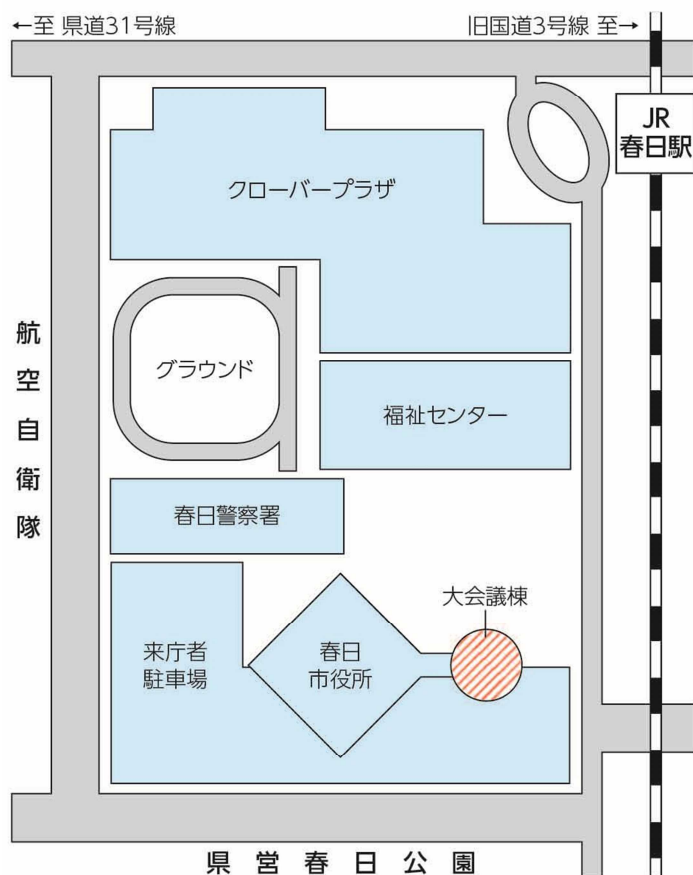 ←至 県道31号線
旧国道3号線 至→
JR
春日駅
クローバープラザ
航空自衛隊
グラウンド
福祉センター
春日警察署
大会議棟
来庁者
駐車場
春日
市役所
県営春日公園